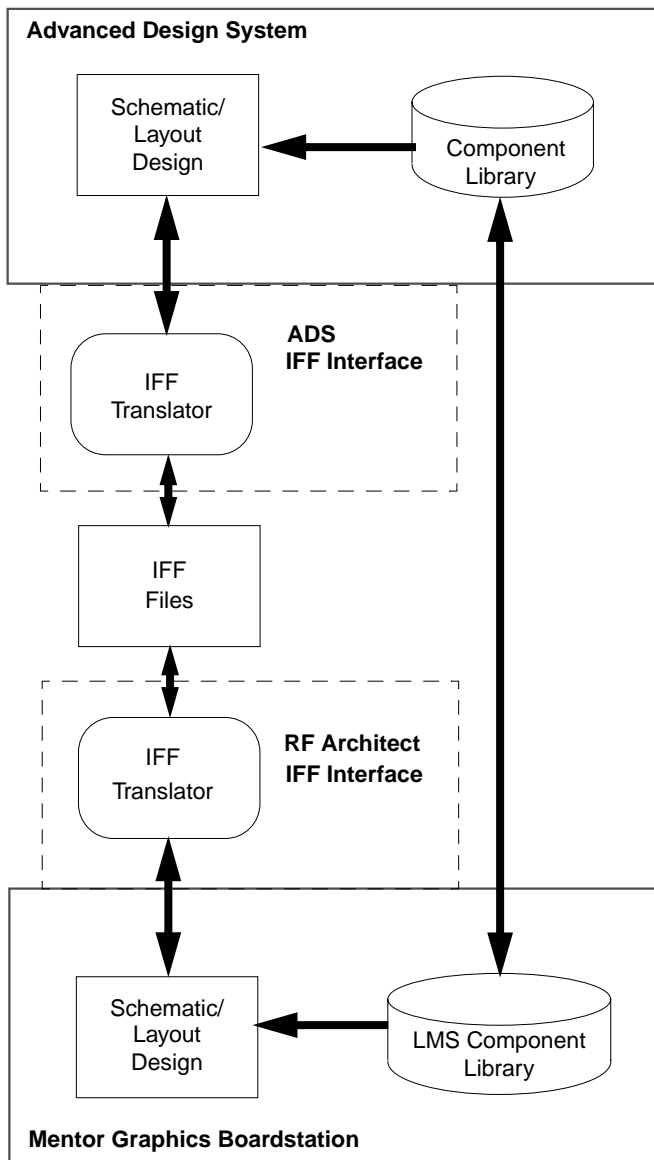 Advanced Design System
Schematic/
Layout
Design
Component
Library
ADS
IFF Interface
IFF
Translator
IFF
Files
RF Architect
IFF Interface
IFF
Translator
Schematic/
Layout
Design
LMS Component
Library
Mentor Graphics Boardstation